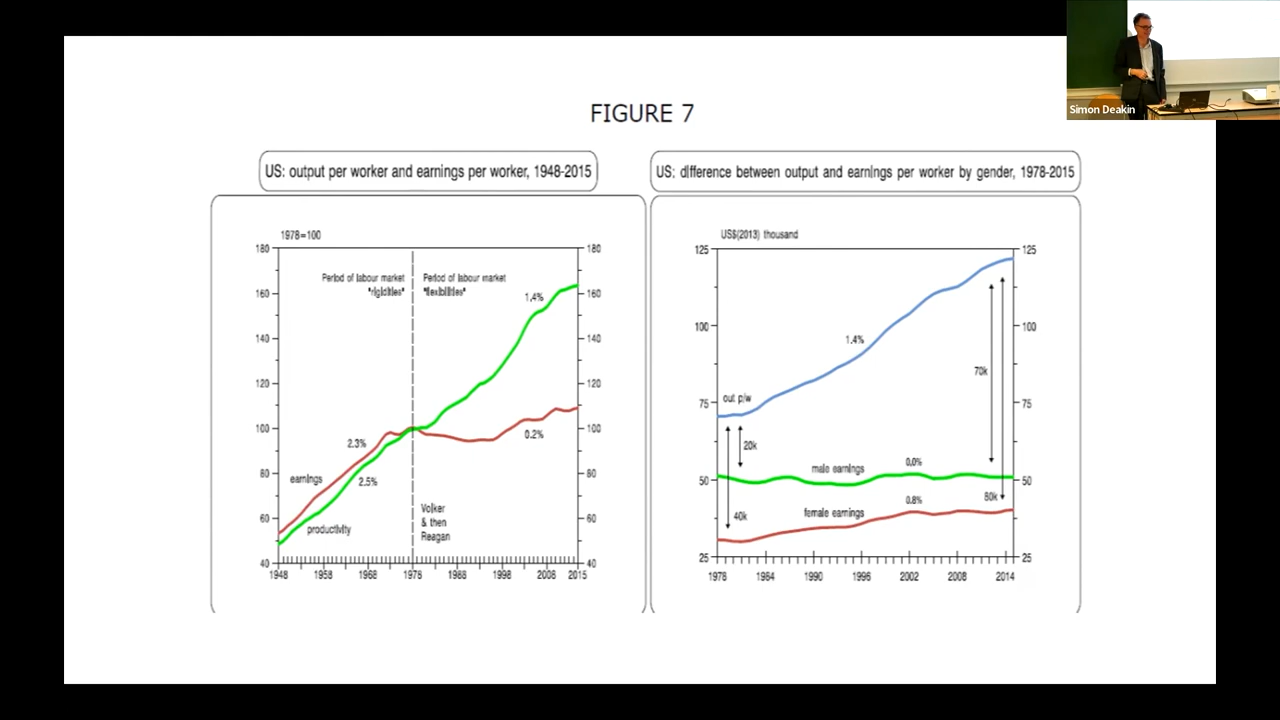 Simon Deakin
FIGURE 7
US: output per worker and earnings per worker, 1948-2015
1978=100
180
160
140
120
100
80
60
40
180
160
140
120
100
80
60
40
Period of labour market
"rigidities"
Period of labour market
"flexibilities"
1.4%
2.3%
0.2%
earnings
2.5%
productivity
Volker
& then
Reagan
1948
1958
1968
1978
1988
1998
2008
2015
US: difference between output and earnings per worker by gender, 1978-2015
US$(2013) thousand
125
100
75
50
25
125
100
75
50
25
1.4%
70k
out p/w
20k
male earnings
0.0%
80k
0.8%
female earnings
40k
1978
1984
1990
1996
2002
2008
2014